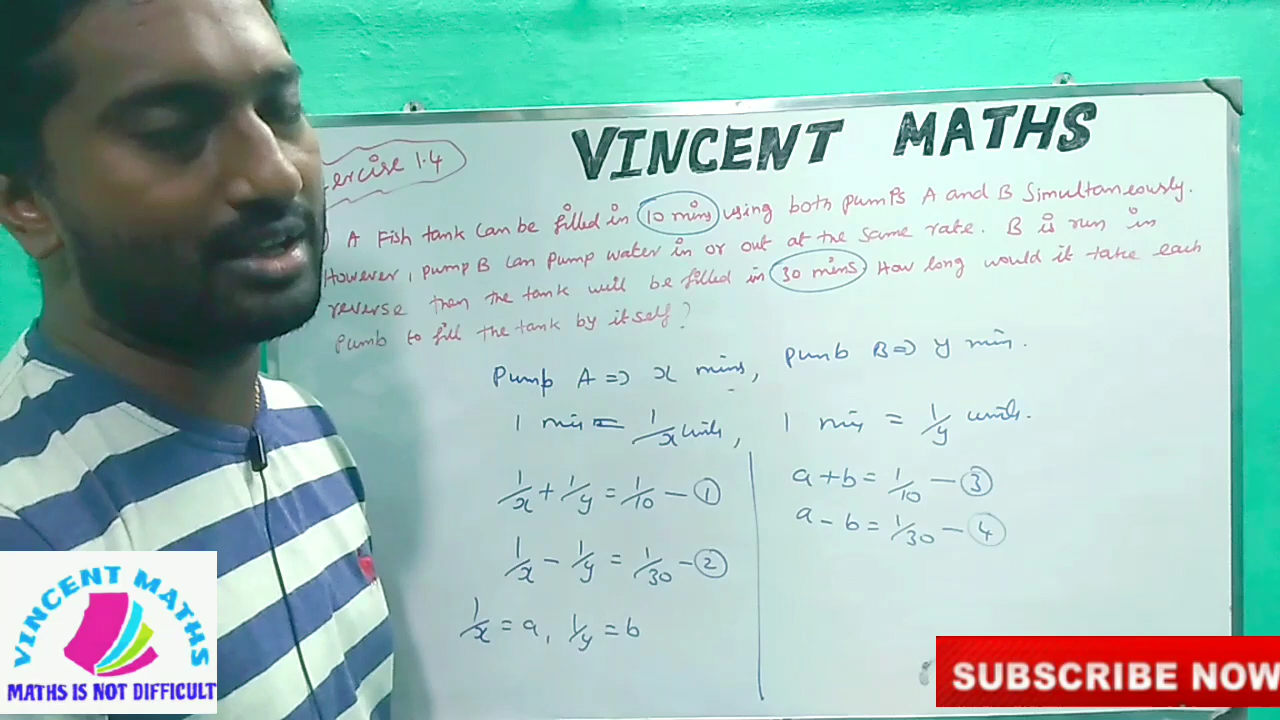 VINCENT MATHS
ercise 1.4
A Fish tank can be filled in 10 mins using both pumps A and B Simultaneously.
However, pump B can pump water in or out at the same rate. B is run in
reverse then the tank will be filled in 30 mins. How long would it take each
pumb to fill the tank by itself?
Pump A => x mins, pumb B => y min.
1 min = 1/x units, 1 min = 1/y units.
1/x + 1/y = 1/10 - ①
1/x - 1/y = 1/30 - ②
1/x = a, 1/y = b
a + b = 1/10 - ③
a - b = 1/30 - ④
VINCENT MATHS
MATHS IS NOT DIFFICULT
SUBSCRIBE NOW